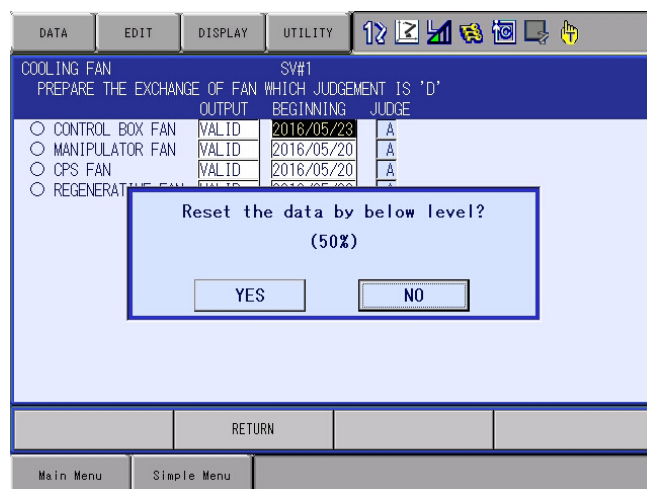 DATA EDIT DISPLAY UTILITY
COOLING FAN SV#1
PREPARE THE EXCHANGE OF FAN WHICH JUDGEMENT IS 'D'
OUTPUT BEGINNING JUDGE
CONTROL BOX FAN VALID 2016/05/23 A
MANIPULATOR FAN VALID 2016/05/20 A
CPS FAN VALID 2016/05/20 A
Reset the data by below level?
(50%)
YES NO
RETURN
Main Menu Simple Menu